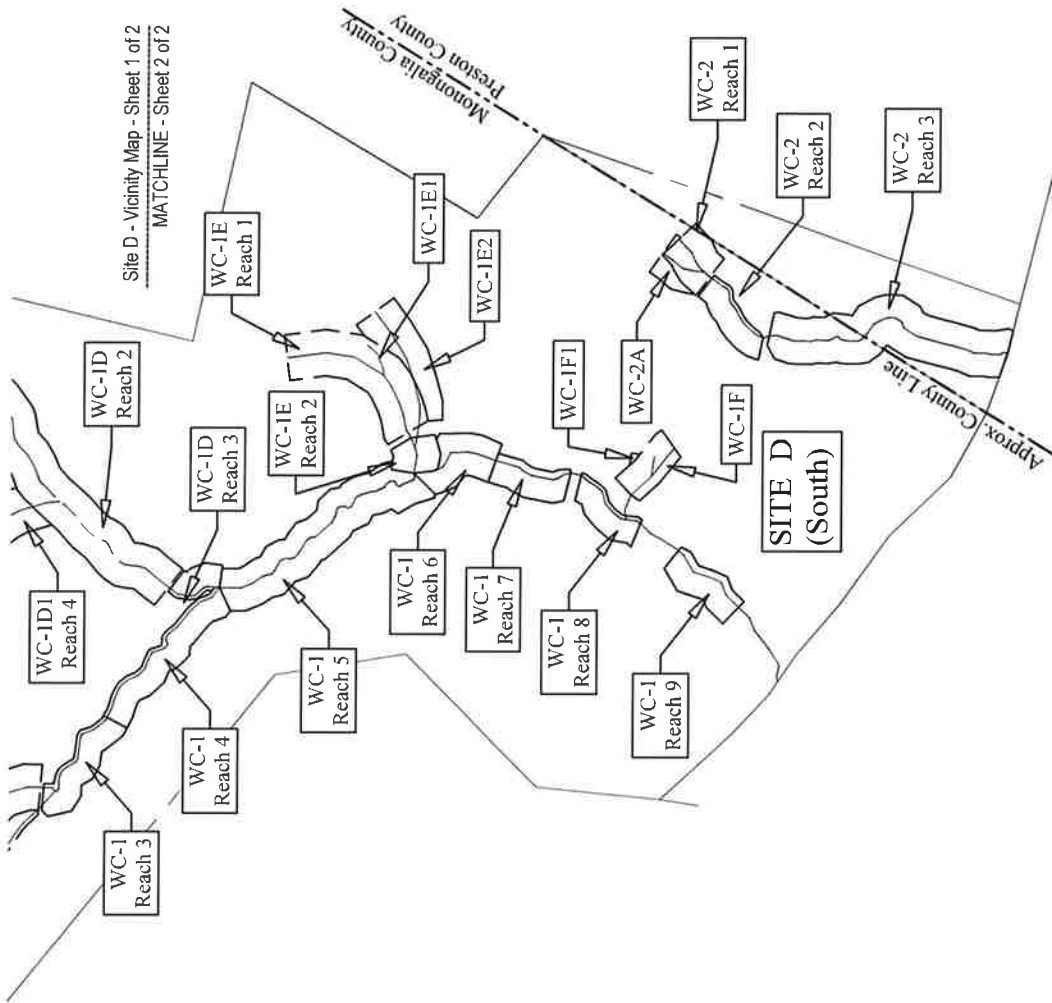 Site D - Vicinity Map - Sheet 1 of 2
MATCHLINE - Sheet 2 of 2
Monongalia County
Preston County
WC-1D
Reach 2
WC-1E
Reach 1
WC-1E1
WC-1E2
WC-2
Reach 1
WC-2
Reach 2
WC-2
Reach 3
WC-1D1
Reach 4
WC-1D
Reach 3
WC-1E
Reach 2
WC-1F1
WC-2A
WC-1F
Approx. County Line
SITE D
(South)
WC-1
Reach 3
WC-1
Reach 4
WC-1
Reach 5
WC-1
Reach 6
WC-1
Reach 7
WC-1
Reach 8
WC-1
Reach 9